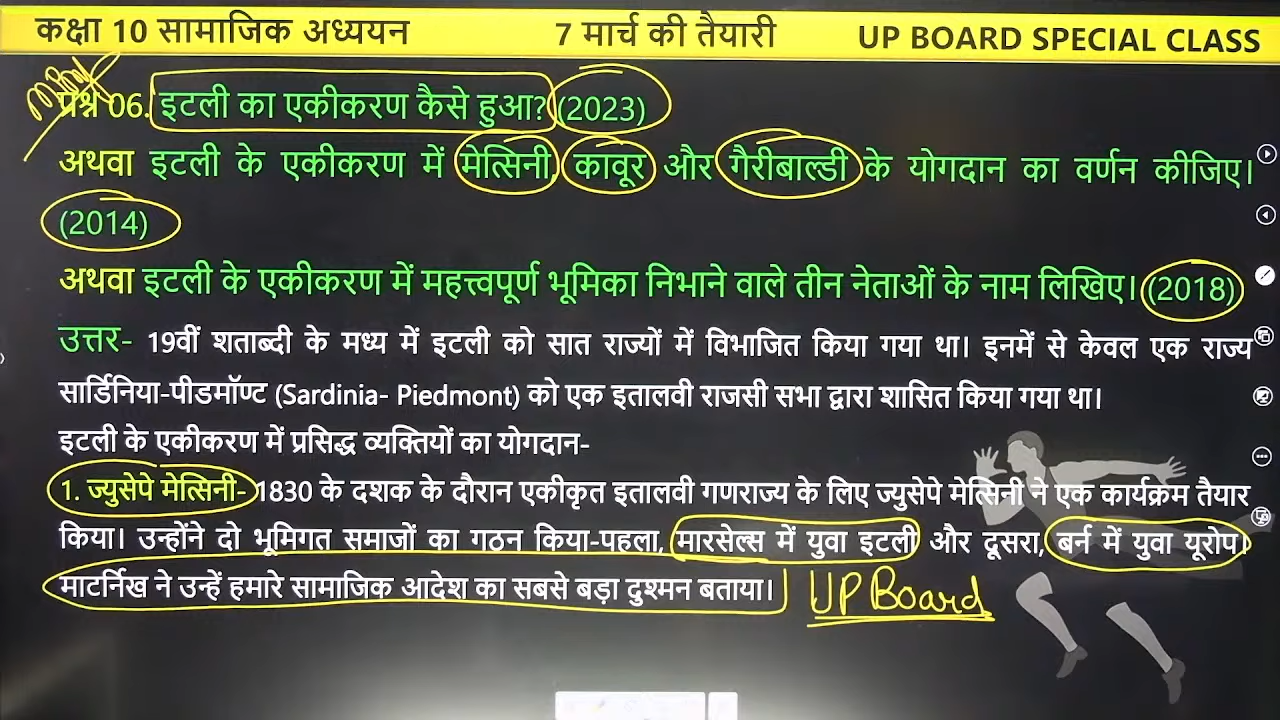 कक्षा 10 सामाजिक अध्ययन 7 मार्च की तैयारी UP BOARD SPECIAL CLASS
प्रश्न 06. इटली का एकीकरण कैसे हुआ? (2023)
अथवा इटली के एकीकरण में मेत्सिनी, कावूर और गैरीबाल्डी के योगदान का वर्णन कीजिए।
(2014)
अथवा इटली के एकीकरण में महत्त्वपूर्ण भूमिका निभाने वाले तीन नेताओं के नाम लिखिए। (2018)
उत्तर- 19वीं शताब्दी के मध्य में इटली को सात राज्यों में विभाजित किया गया था। इनमें से केवल एक राज्य
सार्डिनिया-पीडमॉण्ट (Sardinia- Piedmont) को एक इतालवी राजसी सभा द्वारा शासित किया गया था।
इटली के एकीकरण में प्रसिद्ध व्यक्तियों का योगदान-
1. ज्युसेपे मेत्सिनी- 1830 के दशक के दौरान एकीकृत इतालवी गणराज्य के लिए ज्युसेपे मेत्सिनी ने एक कार्यक्रम तैयार
किया। उन्होंने दो भूमिगत समाजों का गठन किया-पहला, मारसेल्स में युवा इटली और दूसरा, बर्न में युवा यूरोप।
माटर्निख ने उन्हें हमारे सामाजिक आदेश का सबसे बड़ा दुश्मन बताया। UP Board